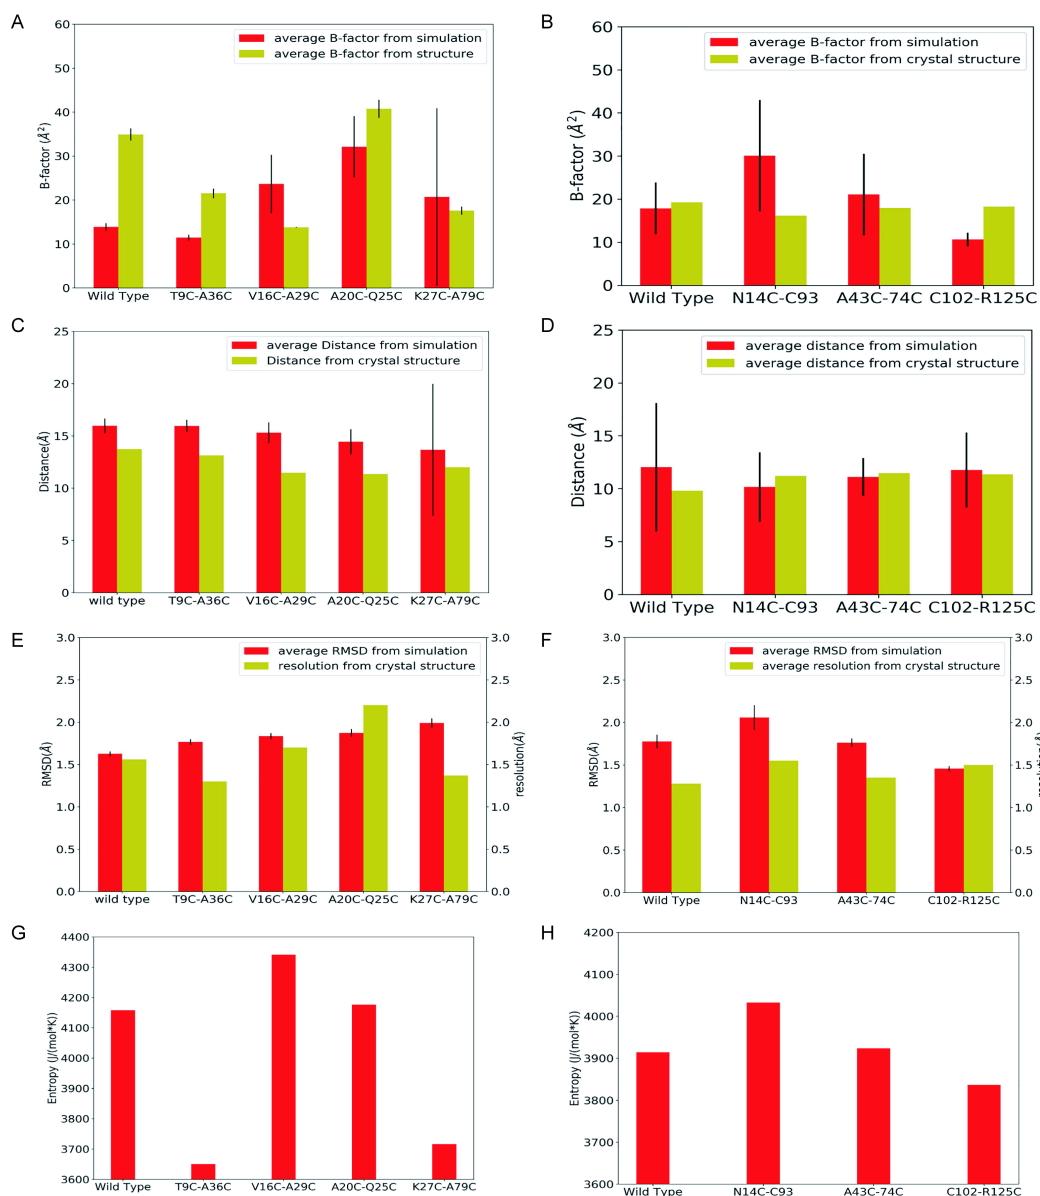 A
60
50
40
30
20
10
0
B-factor (Å²)
average B-factor from simulation
average B-factor from structure
Wild Type T9C-A36C V16C-A29C A20C-Q25C K27C-A79C
B
60
50
40
30
20
10
0
B-factor (Å²)
average B-factor from simulation
average B-factor from crystal structure
Wild Type N14C-C93 A43C-74C C102-R125C
C
25
20
15
10
5
0
Distance(Å)
average Distance from simulation
Distance from crystal structure
wild type T9C-A36C V16C-A29C A20C-Q25C K27C-A79C
D
25
20
15
10
5
0
Distance (Å)
average distance from simulation
average distance from crystal structure
Wild Type N14C-C93 A43C-74C C102-R125C
E
3.0
2.5
2.0
1.5
1.0
0.5
0.0
RMSD(Å)
average RMSD from simulation
resolution from crystal structure
3.0
2.5
2.0
1.5
1.0
0.5
0.0
resolution(Å)
wild type T9C-A36C V16C-A29C A20C-Q25C K27C-A79C
F
3.0
2.5
2.0
1.5
1.0
0.5
0.0
RMSD(Å)
average RMSD from simulation
average resolution from crystal structure
3.0
2.5
2.0
1.5
1.0
0.5
0.0
resolution(Å)
Wild Type N14C-C93 A43C-74C C102-R125C
G
4400
4300
4200
4100
4000
3900
3800
3700
3600
Entropy (J/(mol*K))
Wild Type T9C-A36C V16C-A29C A20C-Q25C K27C-A79C
H
4200
4100
4000
3900
3800
3700
3600
Entropy (J/(mol*K))
Wild Type N14C-C93 A43C-74C C102-R125C